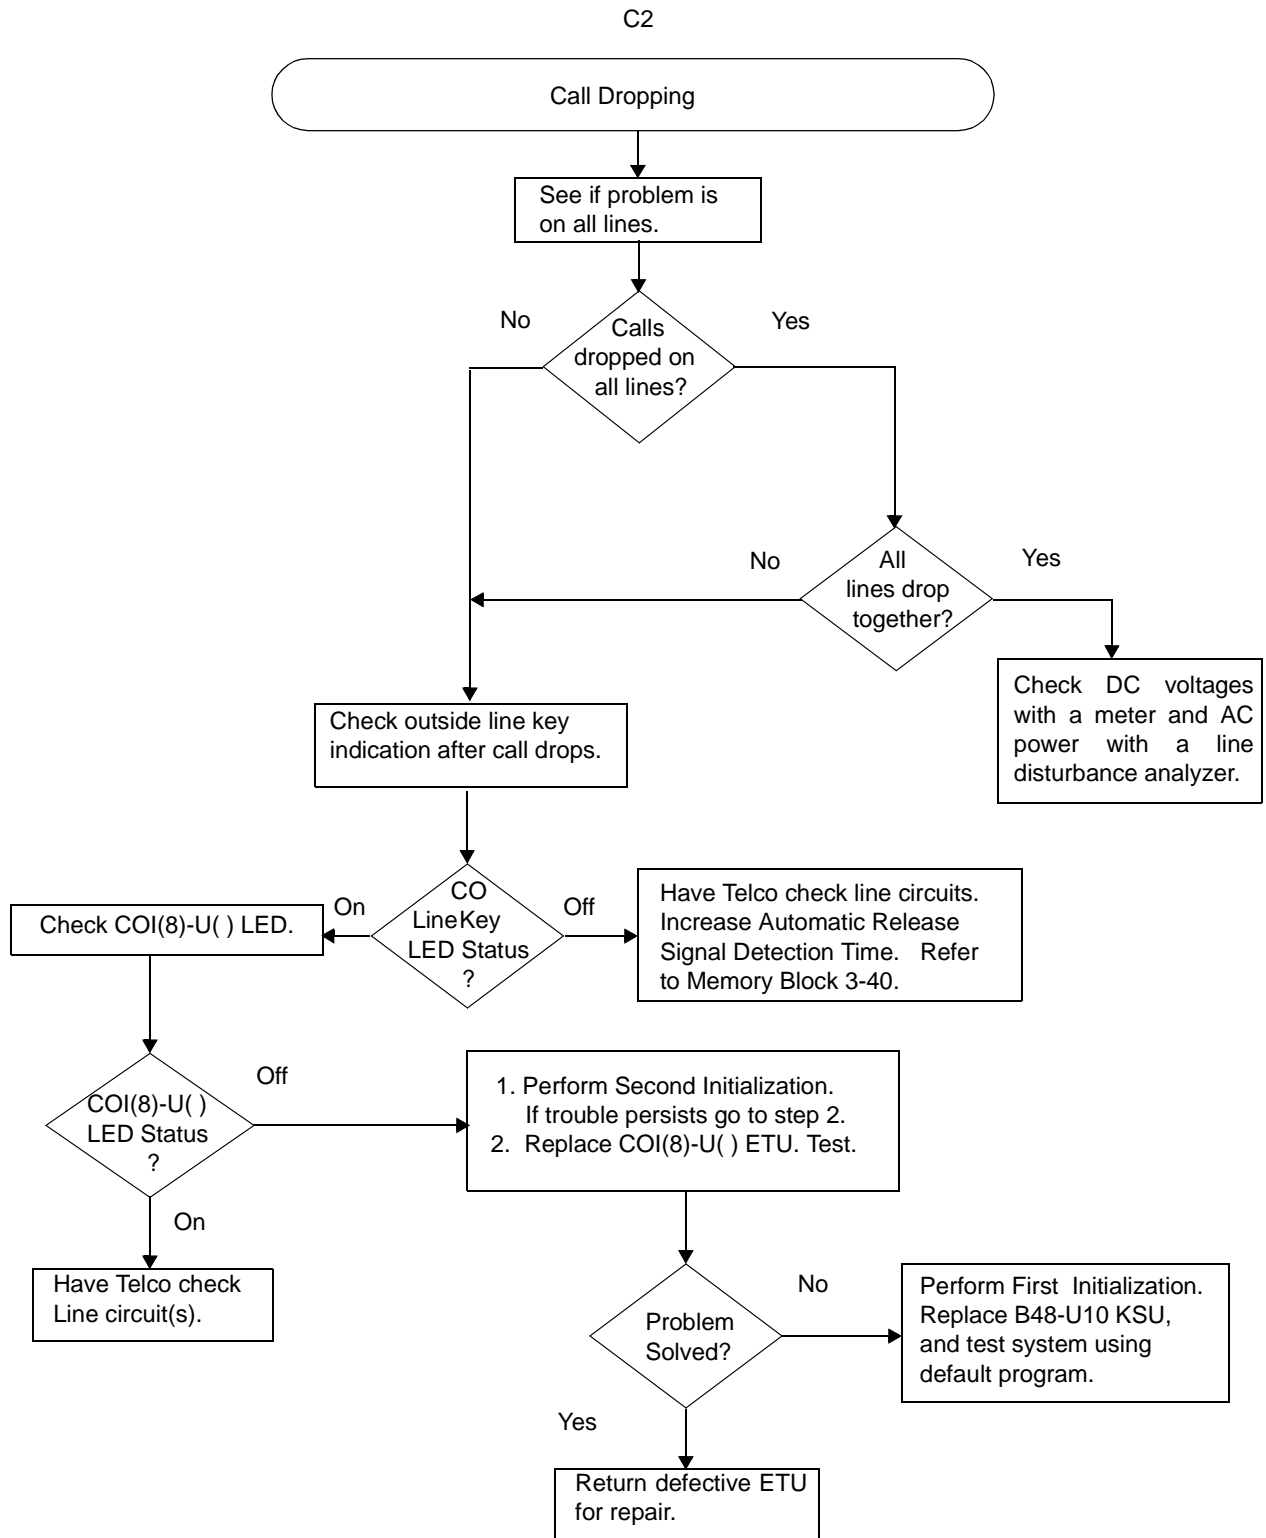 C2
Call Dropping
See if problem is
on all lines.
No
Yes
Calls
dropped on
all lines?
No
Yes
All
lines drop
together?
Check DC voltages
with a meter and AC
power with a line
disturbance analyzer.
Check outside line key
indication after call drops.
On
Off
CO
LineKey
LED Status
?
Check COI(8)-U( ) LED.
Have Telco check line circuits.
Increase Automatic Release
Signal Detection Time. Refer
to Memory Block 3-40.
Off
COI(8)-U( )
LED Status
?
1. Perform Second Initialization.
If trouble persists go to step 2.
2. Replace COI(8)-U( ) ETU. Test.
On
Have Telco check
Line circuit(s).
No
Problem
Solved?
Perform First Initialization.
Replace B48-U10 KSU,
and test system using
default program.
Yes
Return defective ETU
for repair.